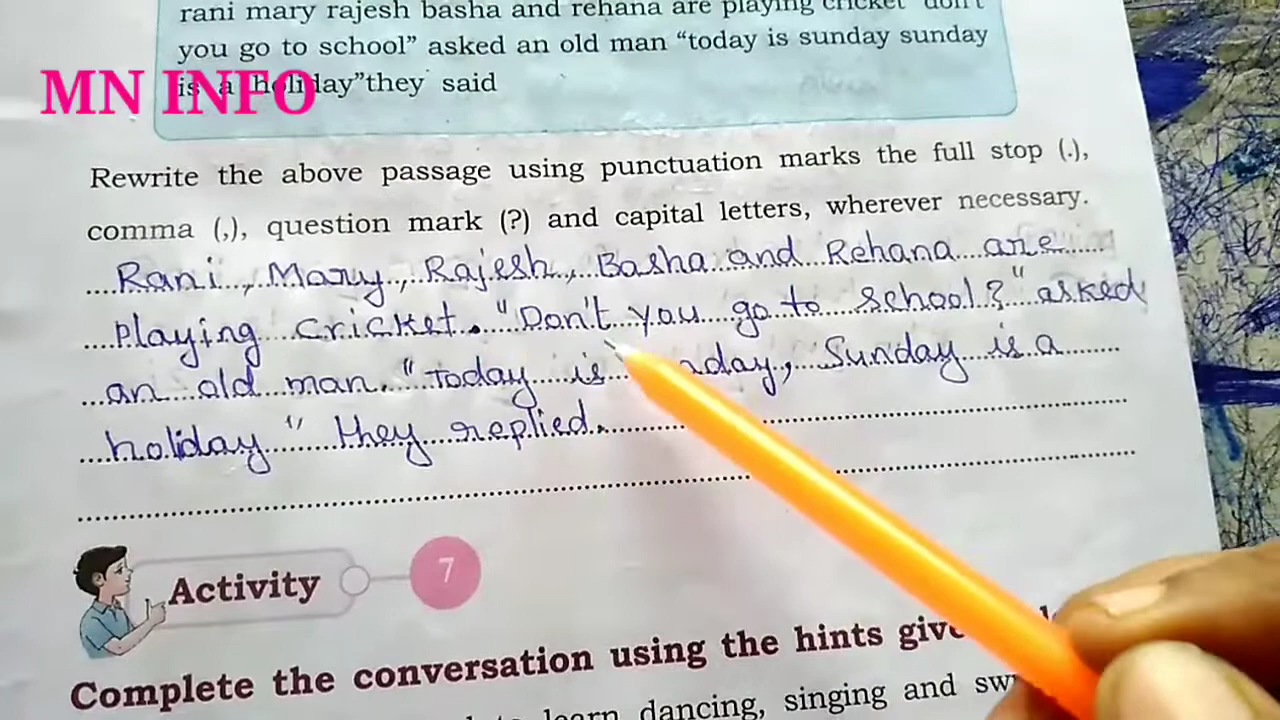 rani mary rajesh basha and rehana are playing cricket "don't
you go to school" asked an old man "today is sunday sunday
is a holiday"they said
MN INFO
Rewrite the above passage using punctuation marks the full stop (.),
comma (,), question mark (?) and capital letters, wherever necessary.
Rani, Mary, Rajesh, Basha and Rehana are
playing cricket. "Don't you go to school?" asked
an old man. "today is nday, Sunday is a
holiday" they replied.
Activity 7
Complete the conversation using the hints give
learn dancing, singing and sw